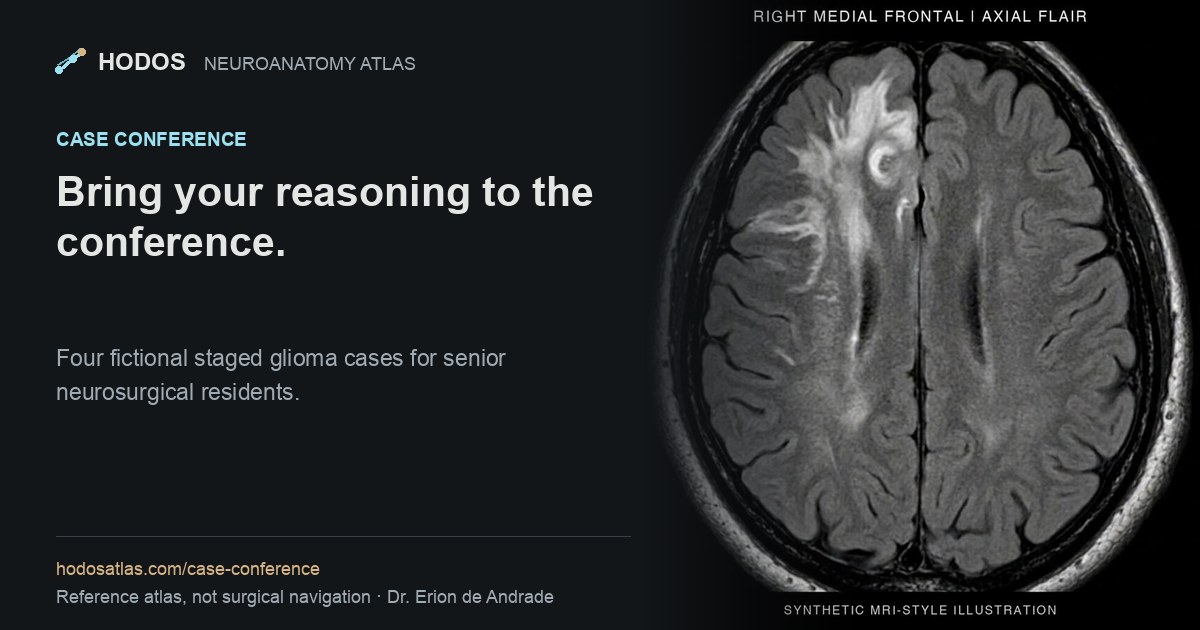 HODOS NEUROANATOMY ATLAS
CASE CONFERENCE
Bring your reasoning to the
conference.
Four fictional staged glioma cases for senior
neurosurgical residents.
hodosatlas.com/case-conference
Reference atlas, not surgical navigation · Dr. Erion de Andrade
RIGHT MEDIAL FRONTAL | AXIAL FLAIR
SYNTHETIC MRI-STYLE ILLUSTRATION